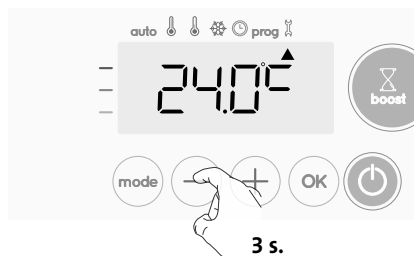 auto prog
24.0°C
boost
mode − + OK
3 s.